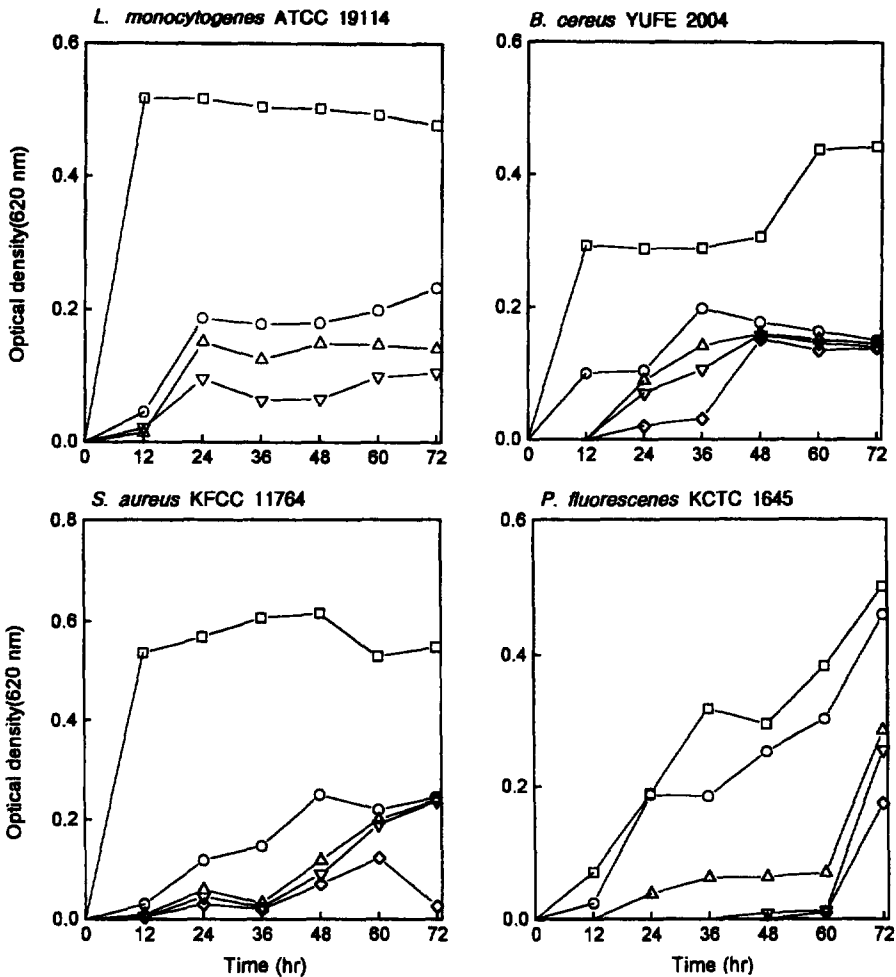 L. monocytogenes ATCC 19114
B. cereus YUFE 2004
Optical density(620 nm)
0.6
0.4
0.2
0.0
0 12 24 36 48 60 72
0.6
0.4
0.2
0.0
0 12 24 36 48 60 72
S. aureus KFCC 11764
P. fluorescenes KCTC 1645
Optical density(620 nm)
0.8
0.6
0.4
0.2
0.0
0 12 24 36 48 60 72
Time (hr)
0.6
0.4
0.2
0.0
0 12 24 36 48 60 72
Time (hr)